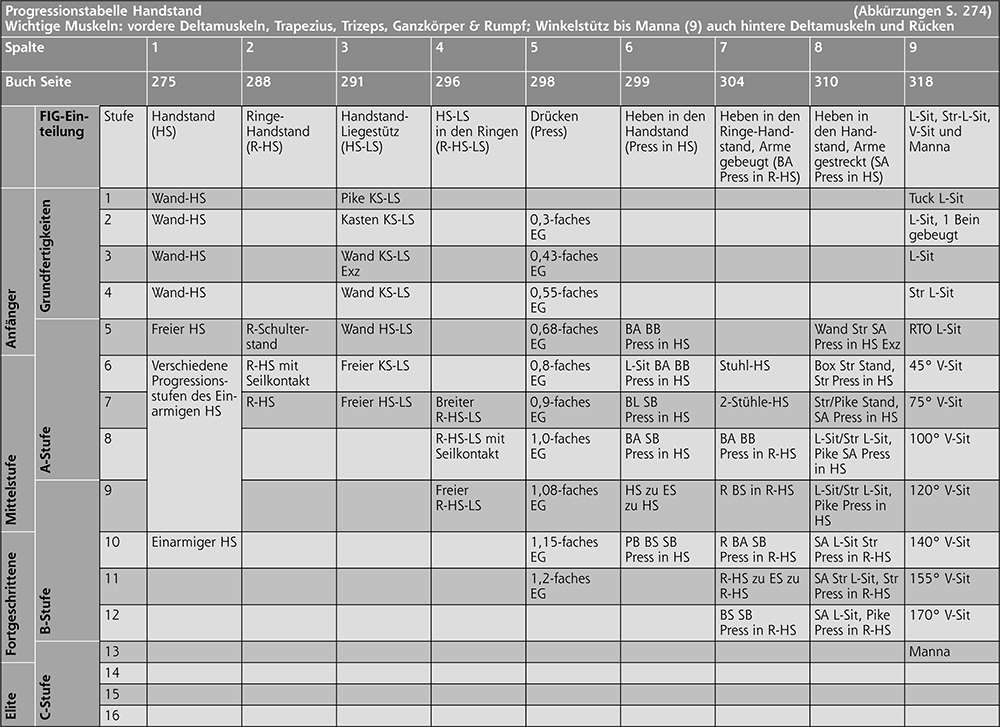 Progressionstabelle Handstand (Abkürzungen S. 274)
Wichtige Muskeln: vordere Deltamuskeln, Trapezius, Trizeps, Ganzkörper & Rumpf; Winkelstütz bis Manna (9) auch hintere Deltamuskeln und Rücken
Spalte 1 2 3 4 5 6 7 8 9
Buch Seite 275 288 291 296 298 299 304 310 318
FIG-Ein- Stufe Handstand Ringe- Handstand- HS-LS Drücken Heben in den Heben in den Heben in L-Sit, Str-L-Sit,
teilung (HS) Handstand Liegestütz in den Ringen (Press) Handstand Ringe-Hand- den Hand- V-Sit und
(R-HS) (HS-LS) (R-HS-LS) (Press in HS) stand, Arme stand, Arme Manna
gebeugt (BA gestreckt (SA
Press in R-HS) Press in HS)
Anfänger
Mittelstufe
Fortgeschrittene
Elite
Grundfertigkeiten
A-Stufe
B-Stufe
C-Stufe
1 Wand-HS Pike KS-LS Tuck L-Sit
2 Wand-HS Kasten KS-LS 0,3-faches L-Sit, 1 Bein
EG gebeugt
3 Wand-HS Wand KS-LS 0,43-faches L-Sit
Exz EG
4 Wand-HS Wand KS-LS 0,55-faches Str L-Sit
EG
5 Freier HS R-Schulter- Wand HS-LS 0,68-faches BA BB Wand Str SA RTO L-Sit
stand EG Press in HS Press in HS Exz
6 Verschiedene R-HS mit Freier KS-LS 0,8-faches L-Sit BA BB Stuhl-HS Box Str Stand, 45° V-Sit
Progressions- Seilkontakt EG Press in HS Str Press in HS
stufen des Ein-
7 armigen HS R-HS Freier HS-LS Breiter 0,9-faches BL SB 2-Stühle-HS Str/Pike Stand, 75° V-Sit
R-HS-LS EG Press in HS SA Press in HS
8 R-HS-LS mit 1,0-faches BA SB BA BB L-Sit/Str L-Sit, 100° V-Sit
Seilkontakt EG Press in HS Press in R-HS Pike SA Press
in HS
9 Freier 1,08-faches HS zu ES R BS in R-HS L-Sit/Str L-Sit, 120° V-Sit
R-HS-LS EG zu HS Pike Press in
HS
10 Einarmiger HS 1,15-faches PB BS SB R BA SB SA L-Sit Str 140° V-Sit
EG Press in HS Press in R-HS Press in R-HS
11 1,2-faches R-HS zu ES zu SA Str L-Sit, Str 155° V-Sit
EG R-HS Press in R-HS
12 BS SB SA L-Sit, Pike 170° V-Sit
Press in R-HS Press in R-HS
13 Manna
14
15
16